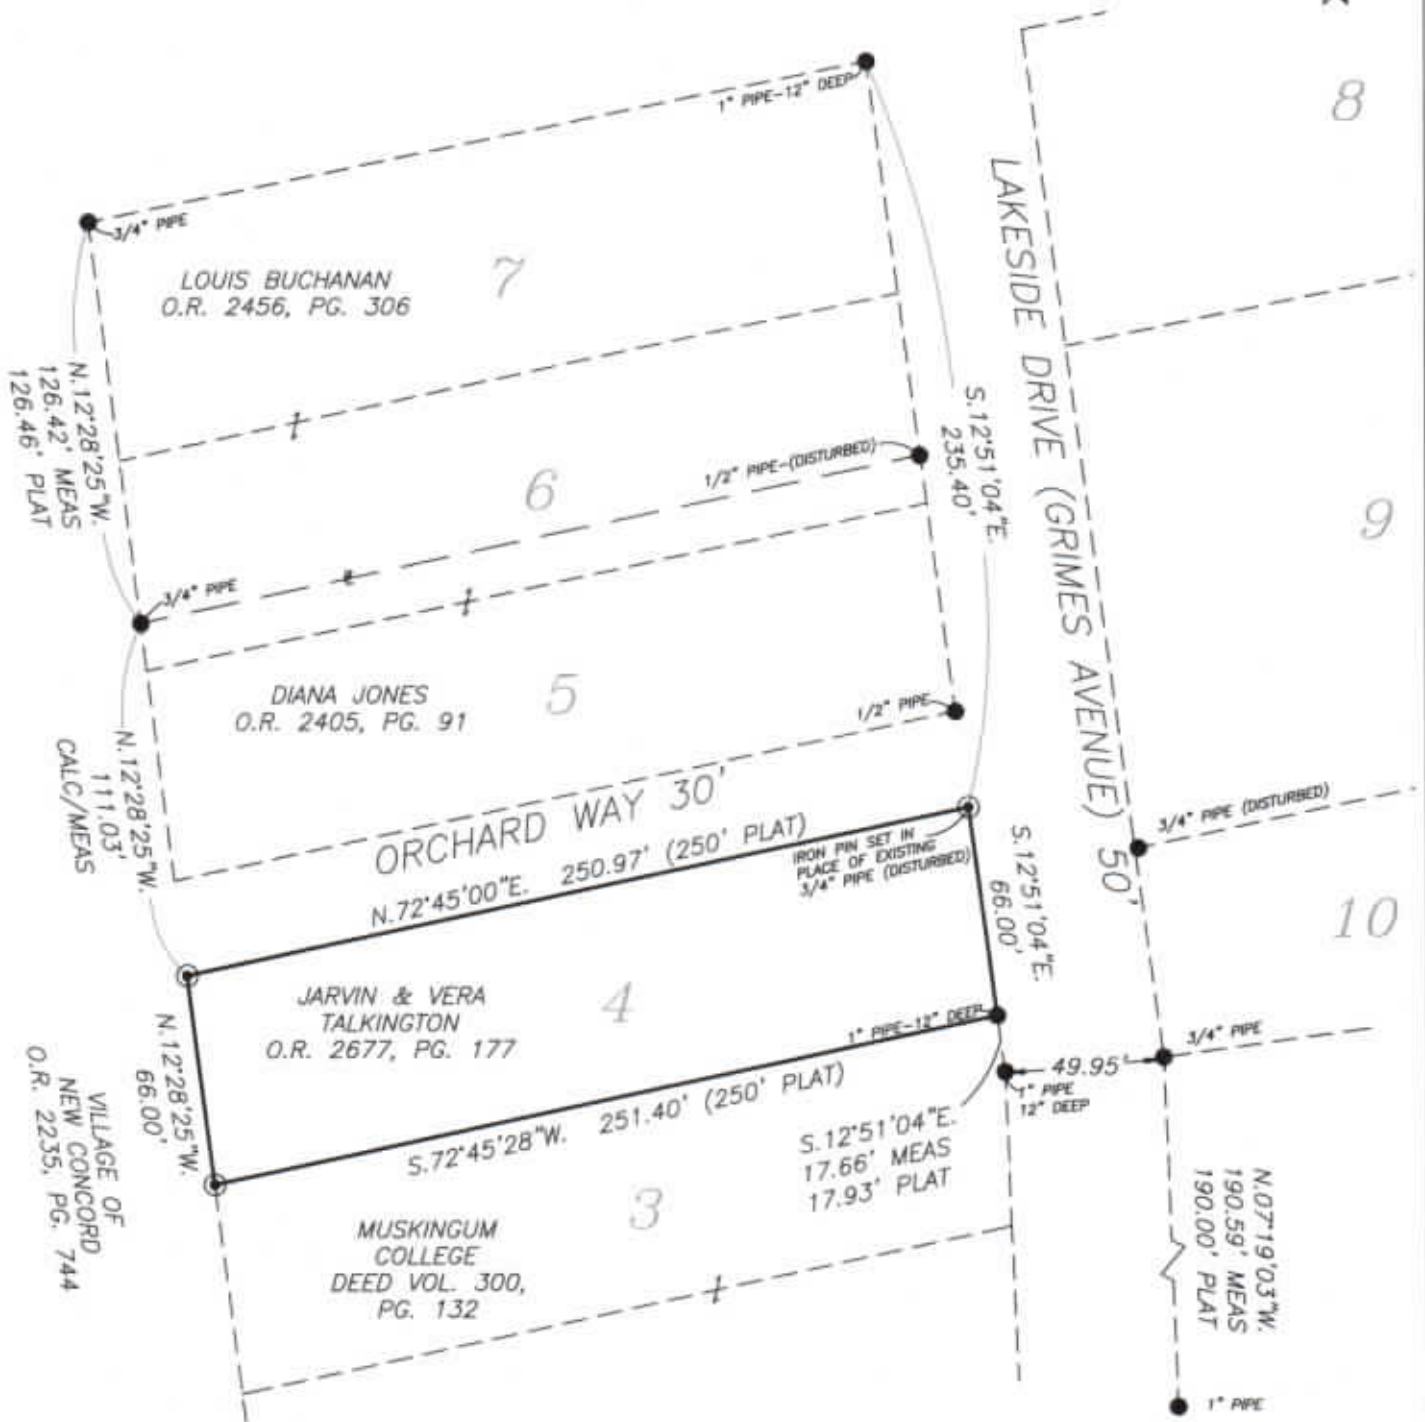 8
1" PIPE-12" DEEP
3/4" PIPE
LOUIS BUCHANAN
O.R. 2456, PG. 306
7
LAKESIDE DRIVE (GRIMES AVENUE) 50'
N.12°28'25"W.
126.42' MEAS
126.46' PLAT
S.12°51'04"E.
235.40'
1/2" PIPE-(DISTURBED)
6
9
3/4" PIPE
DIANA JONES
O.R. 2405, PG. 91
5
1/2" PIPE
N.12°28'25"W.
111.03'
CALC/MEAS
ORCHARD WAY 30'
N.72°45'00"E. 250.97' (250' PLAT)
IRON PIN SET IN
PLACE OF EXISTING
3/4" PIPE (DISTURBED)
3/4" PIPE (DISTURBED)
S.12°51'04"E.
66.00'
10
JARVIN & VERA
TALKINGTON
O.R. 2677, PG. 177
4
1" PIPE-12" DEEP
3/4" PIPE
49.95'
1" PIPE
12" DEEP
N.12°28'25"W.
66.00'
VILLAGE OF
NEW CONCORD
O.R. 2235, PG. 744
S.72°45'28"W. 251.40' (250' PLAT)
S.12°51'04"E.
17.66' MEAS
17.93' PLAT
3
MUSKINGUM
COLLEGE
DEED VOL. 300,
PG. 132
N.07°19'03"W.
190.59' MEAS
190.00' PLAT
1" PIPE